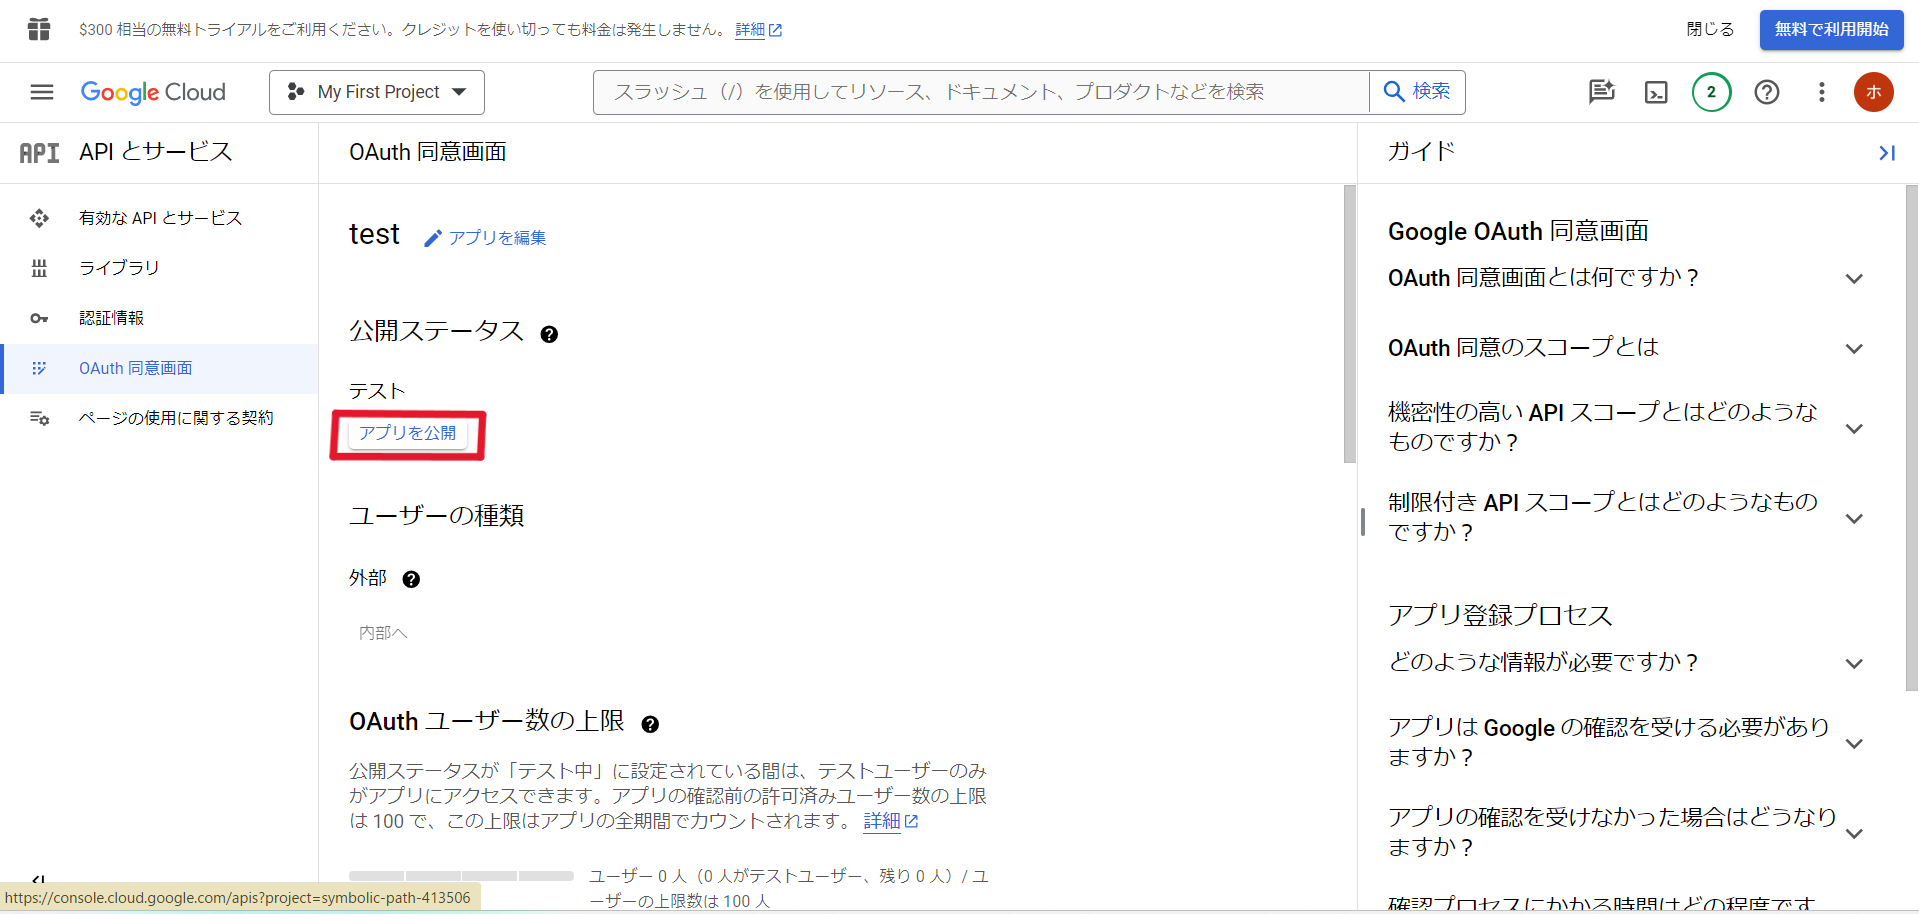 $300 相当の無料トライアルをご利用ください。クレジットを使い切っても料金は発生しません。 詳細
閉じる
無料で利用開始
Google Cloud
My First Project
スラッシュ（/）を使用してリソース、ドキュメント、プロダクトなどを検索
検索
2
ホ
API
API とサービス
有効な API とサービス
ライブラリ
認証情報
OAuth 同意画面
ページの使用に関する契約
OAuth 同意画面
test
アプリを編集
公開ステータス
テスト
アプリを公開
ユーザーの種類
外部
内部へ
OAuth ユーザー数の上限
公開ステータスが「テスト中」に設定されている間は、テストユーザーのみ
がアプリにアクセスできます。アプリの確認前の許可済みユーザー数の上限
は 100 で、この上限はアプリの全期間でカウントされます。 詳細
ユーザー 0 人（0 人がテストユーザー、残り 0 人）/ ユ
ーザーの上限数は 100 人
ガイド
Google OAuth 同意画面
OAuth 同意画面とは何ですか？
OAuth 同意のスコープとは
機密性の高い API スコープとはどのような
ものですか？
制限付き API スコープとはどのようなもの
ですか？
アプリ登録プロセス
どのような情報が必要ですか？
アプリは Google の確認を受ける必要があり
ますか？
アプリの確認を受けなかった場合はどうなり
ますか？
確認プロセスにかかる時間はどの程度です
https://console.cloud.google.com/apis?project=symbolic-path-413506